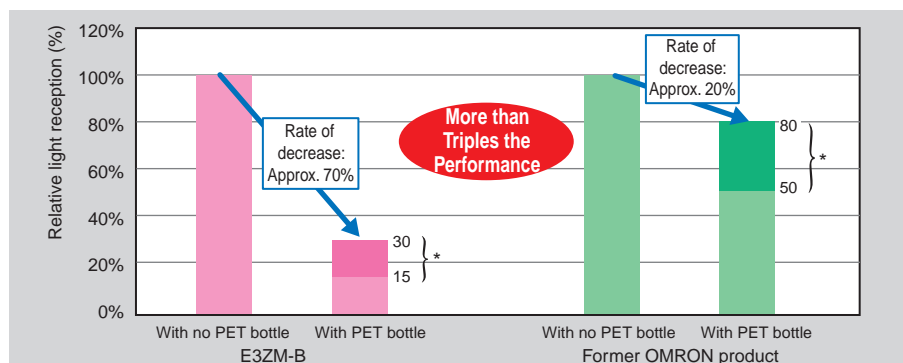 Relative light reception (%)
120%
100%
80%
60%
40%
20%
0%
Rate of
decrease:
Approx. 70%
30
15
*
More than
Triples the
Performance
Rate of
decrease:
Approx. 20%
80
50
*
With no PET bottle
With PET bottle
E3ZM-B
With no PET bottle
With PET bottle
Former OMRON product